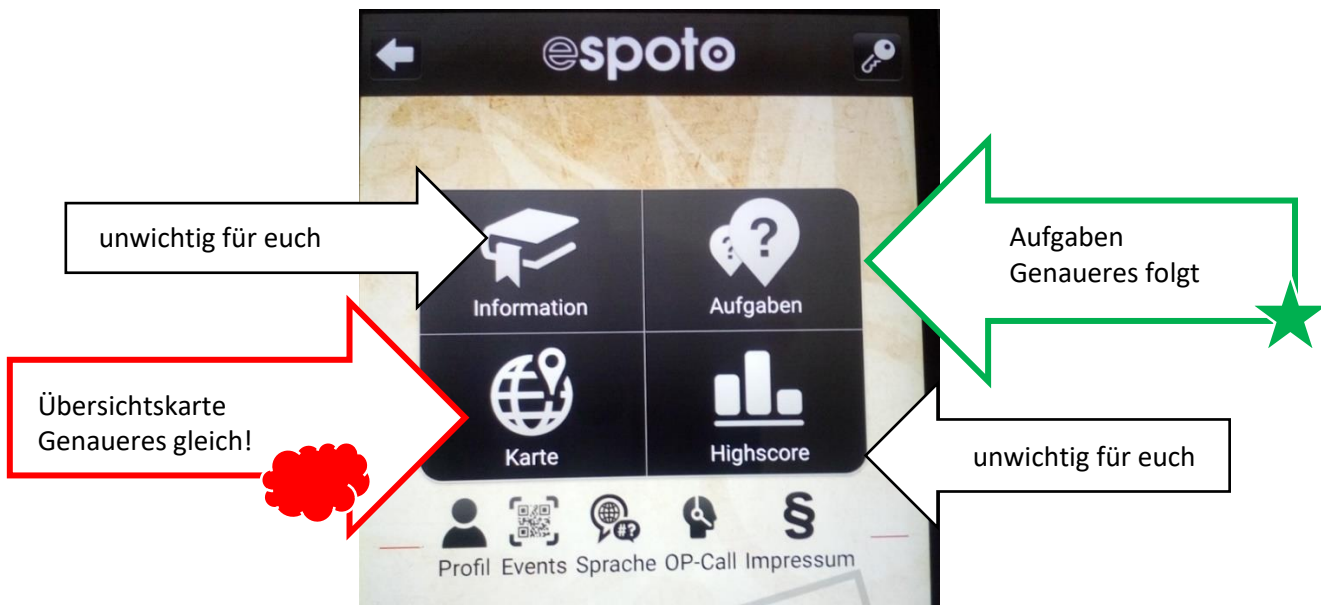 espoto
unwichtig für euch
Information
Aufgaben
Aufgaben
Genaueres folgt
Übersichtskarte
Genaueres gleich!
Karte
Highscore
unwichtig für euch
Profil Events Sprache OP-Call Impressum